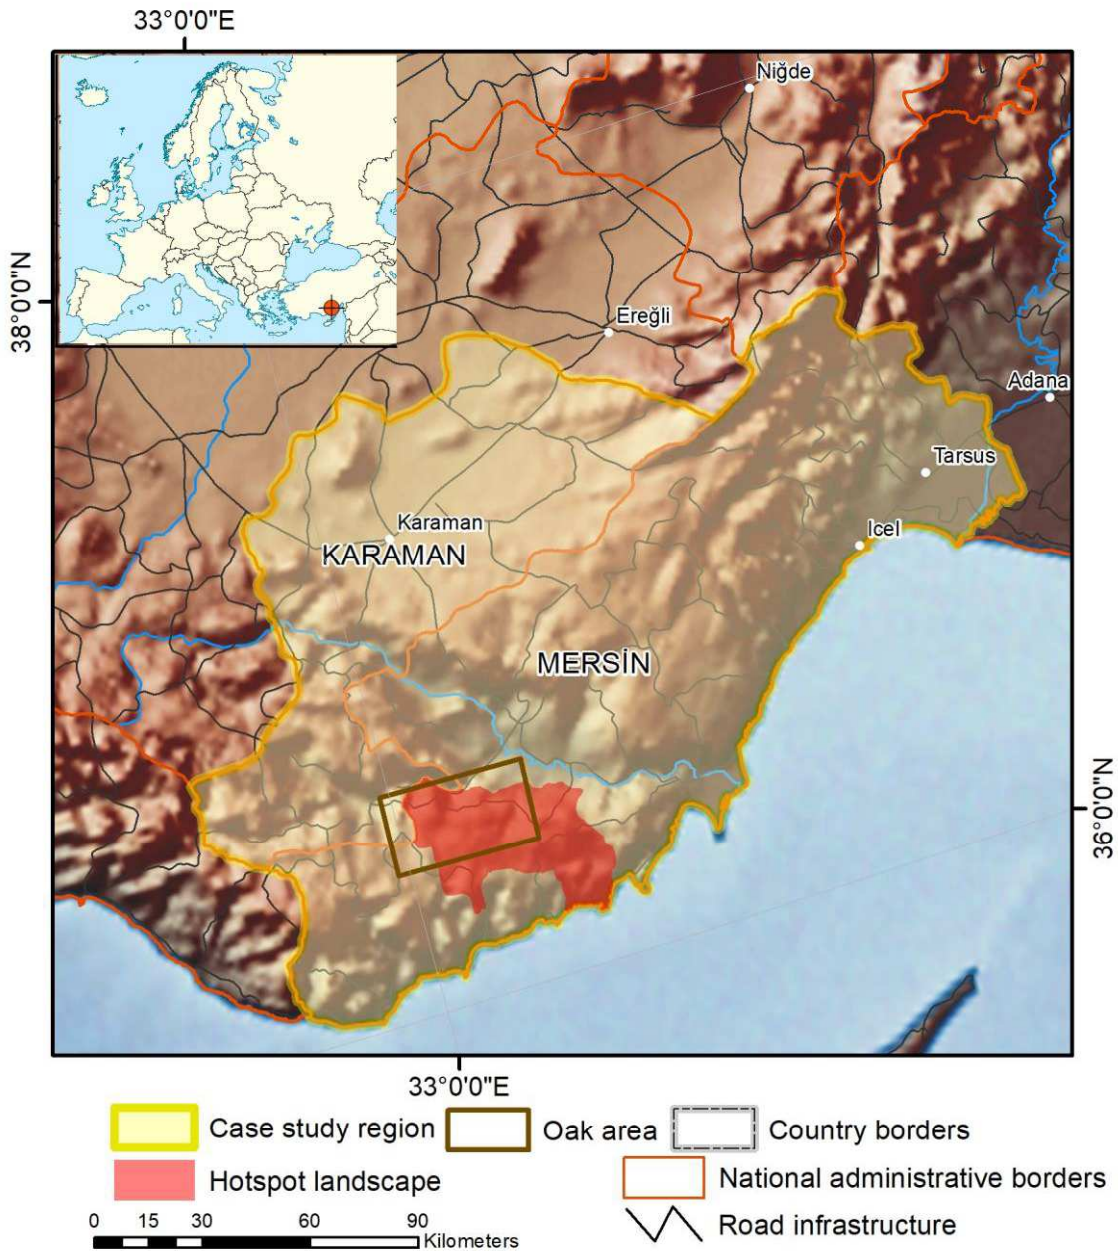 33°0'0"E
Niğde
38°0'0"N
Ereğli
Adana
Tarsus
Karaman
Icel
KARAMAN
MERSİN
36°0'0"N
33°0'0"E
Case study region
Oak area
Country borders
Hotspot landscape
National administrative borders
0 15 30 60 90
Kilometers
Road infrastructure